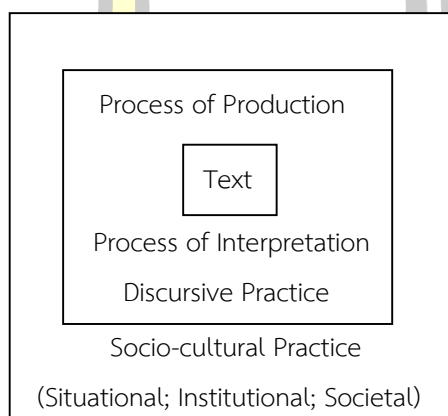 Process of Production
Text
Process of Interpretation
Discursive Practice
Socio-cultural Practice
(Situational; Institutional; Societal)